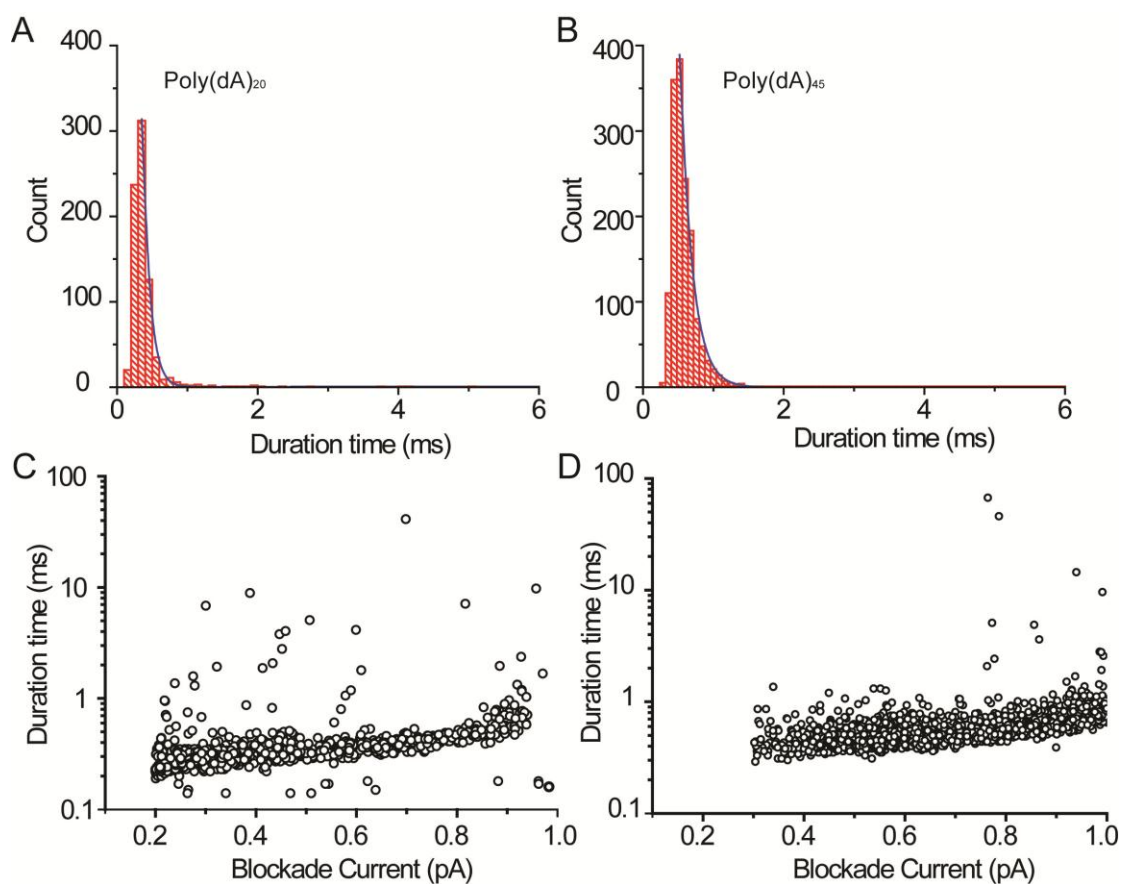 A
B
400
Poly(dA)20
300
Count
200
100
0
0 2 4 6
Duration time (ms)
400
Poly(dA)45
300
Count
200
100
0
0 2 4 6
Duration time (ms)
C
D
100
Duration time (ms)
10
1
0.1
0.2 0.4 0.6 0.8 1.0
Blockade Current (pA)
100
Duration time (ms)
10
1
0.1
0.2 0.4 0.6 0.8 1.0
Blockade Current (pA)